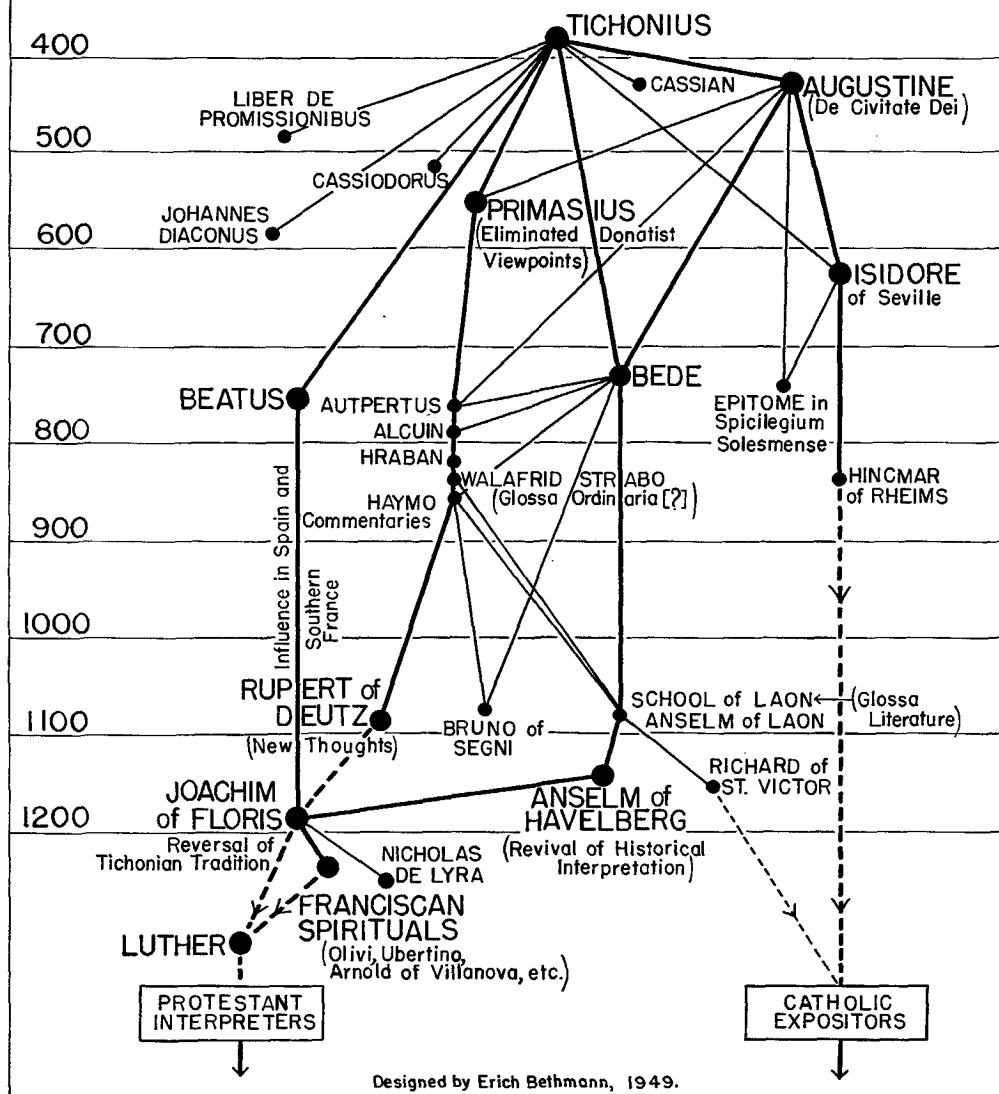 TICHONIUS
400
CASSIAN
AUGUSTINE
(De Civitate Dei)
LIBER DE
PROMISSIONIBUS
500
CASSIODORUS
PRIMASIUS
(Eliminated Donatist
Viewpoints)
JOHANNES
DIACONUS
600
ISIDORE
of Seville
700
BEATUS
AUTPERTUS
BEDE
EPITOME in
Spicilegium
Solesmense
ALCUIN
800
HRABAN
WALAFRID STRABO
(Glossa Ordinaria [?])
HAYMO
Commentaries
HINCMAR
of RHEIMS
900
Influence in Spain and
Southern
France
1000
RUPERT of
DEUTZ
(New Thoughts)
BRUNO of
SEGNI
SCHOOL of LAON
ANSELM of LAON
(Glossa
Literature)
1100
RICHARD of
ST. VICTOR
JOACHIM
of FLORIS
Reversal of
Tichonian Tradition
ANSELM of
HAVELBERG
(Revival of Historical
Interpretation)
1200
NICHOLAS
DE LYRA
FRANCISCAN
SPIRITUALS
(Olivi, Ubertino,
Arnold of Villanova, etc.)
LUTHER
PROTESTANT
INTERPRETERS
CATHOLIC
EXPOSITORS
Designed by Erich Bethmann, 1949.